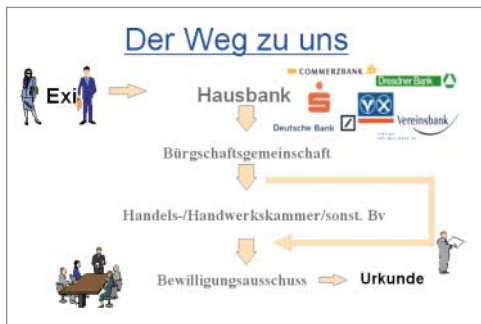 Der Weg zu uns
COMMERZBANK
Dresdner Bank
Exi
Hausbank
Deutsche Bank
Vereinsbank
Bürgschaftsgemeinschaft
Handels-/Handwerkskammer/sonst. Bv
Bewilligungsausschuss
Urkunde